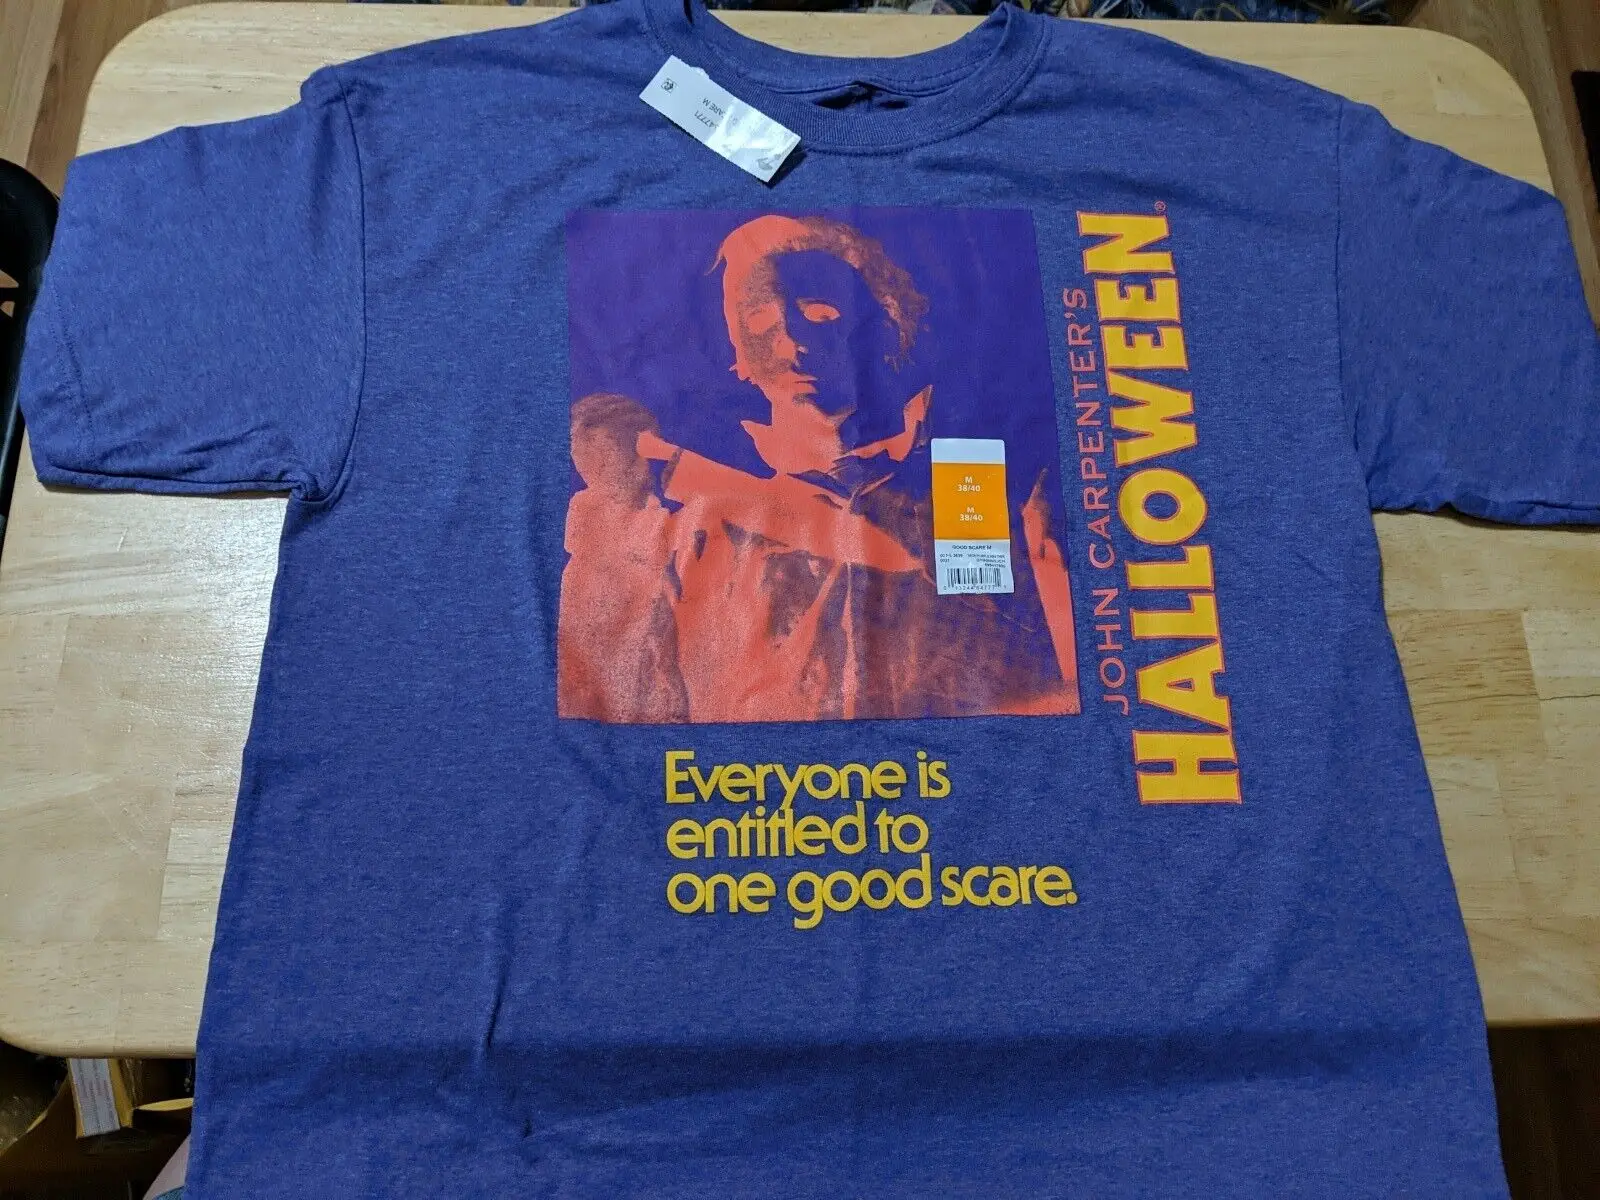 JOHN CARPENTER'S
HALLOWEEN®
Everyone is
entitled to
one good scare.
M
38/40
M
38/40
GOOD SCARE M